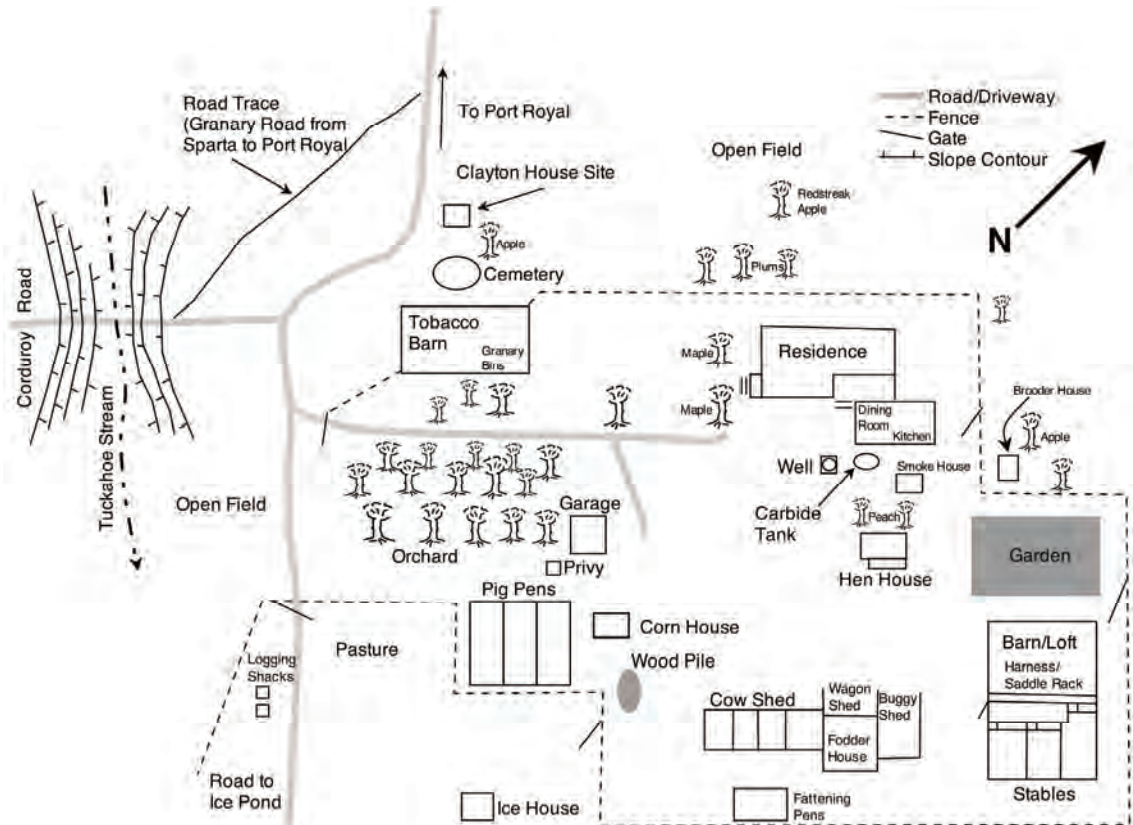 Road Trace
(Granary Road from
Sparta to Port Royal
To Port Royal
Clayton House Site
Apple
Cemetery
Open Field
Redstreak
Apple
Plums
Road/Driveway
Fence
Gate
Slope Contour
N
Corduroy Road
Tuckahoe Stream
Tobacco
Barn
Granary
Bins
Maple
Maple
Residence
Dining
Room
Kitchen
Brooder House
Apple
Well
Smoke House
Carbide
Tank
Peach
Hen House
Garden
Open Field
Orchard
Garage
Privy
Pig Pens
Pasture
Logging
Shacks
Corn House
Wood Pile
Cow Shed
Wagon
Shed
Buggy
Shed
Fodder
House
Barn/Loft
Harness/
Saddle Rack
Stables
Road to
Ice Pond
Ice House
Fattening
Pens